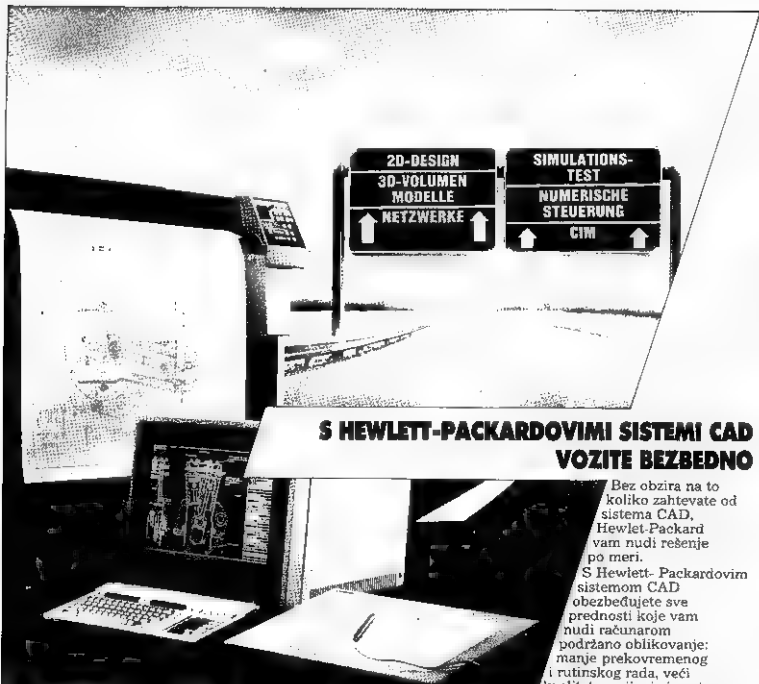 2D-DESIGN
3D-VOLUMEN
MODELLE
NETZWERKE
SIMULATIONS-
TEST
NUMERISCHE
STEUERUNG
CIM
S HEWLETT-PACKARDOVIMI SISTEMI CAD
VOZITE BEZBEDNO
Bez obzira na to
koliko zahtevate od
sistema CAD,
Hewlet-Packard
vam nudi rešenje
po meri.
S Hewlett- Packardovim
sistemom CAD
obezbeđujete sve
prednosti koje vam
nudi računarom
podržano oblikovanje:
manje prekovremenog
i rutinskog rada, veći